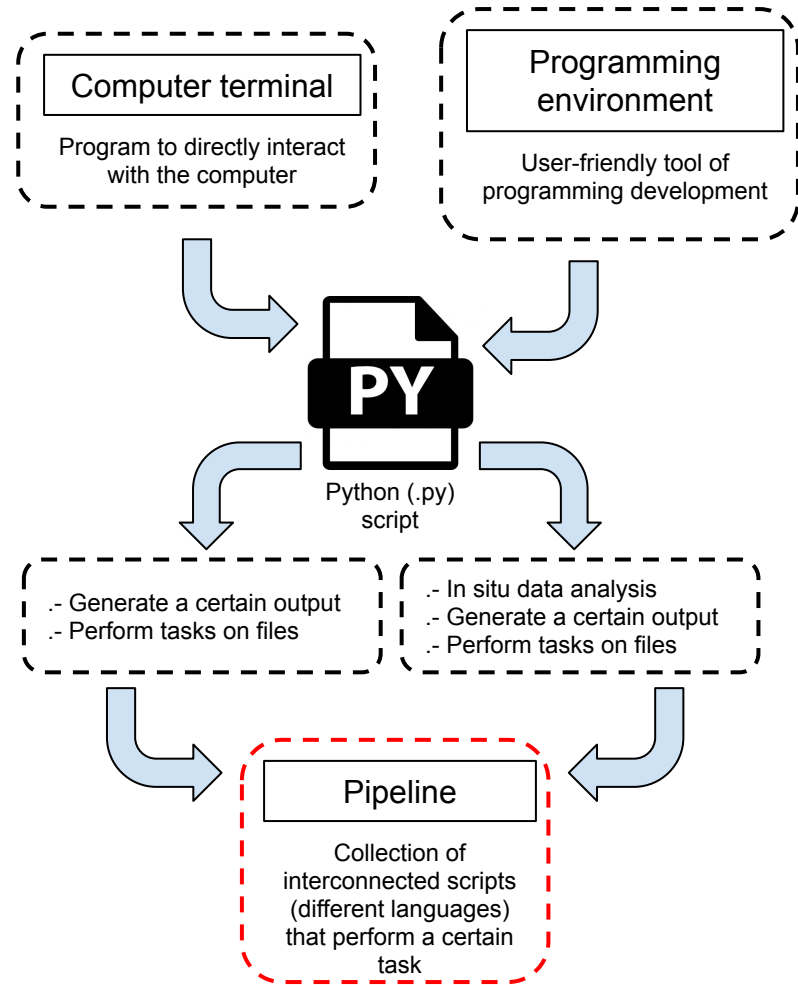 Computer terminal
Program to directly interact
with the computer
Programming
environment
User-friendly tool of
programming development
PY
Python (.py)
script
.- Generate a certain output
.- Perform tasks on files
.- In situ data analysis
.- Generate a certain output
.- Perform tasks on files
Pipeline
Collection of
interconnected scripts
(different languages)
that perform a certain
task